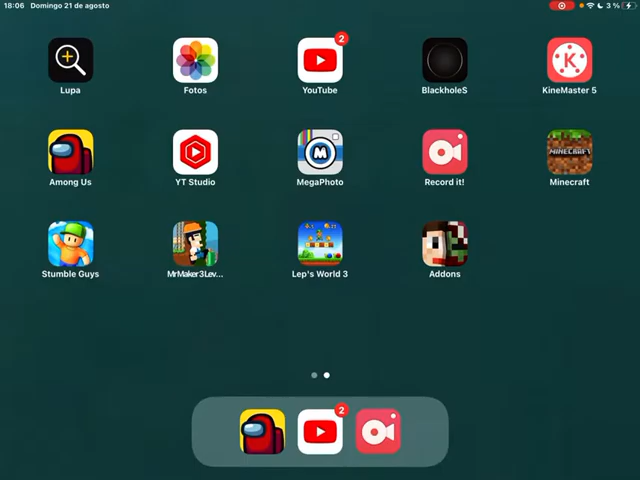 18:06 Domingo 21 de agosto 3 %
2
Lupa Fotos YouTube BlackholeS KineMaster 5
K
M
MINECRAFT
Among Us YT Studio MegaPhoto Record it! Minecraft
Stumble Guys MrMaker3Lev... Lep's World 3 Addons
2